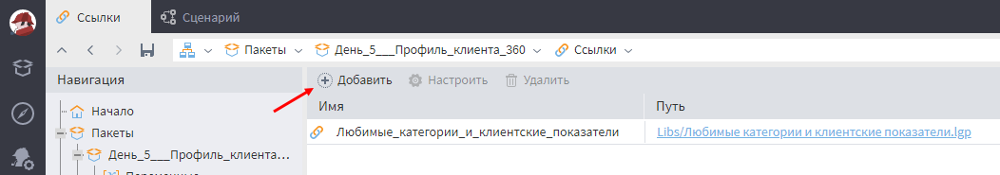 Ссылки Сценарий
Пакеты День_5___Профиль_клиента_360 Ссылки
Навигация Добавить Настроить Удалить
Имя Путь
Начало
Любимые_категории_и_клиентские_показатели Libs/Любимые категории и клиентские показатели.lgp
Пакеты
День_5___Профиль_клиента...